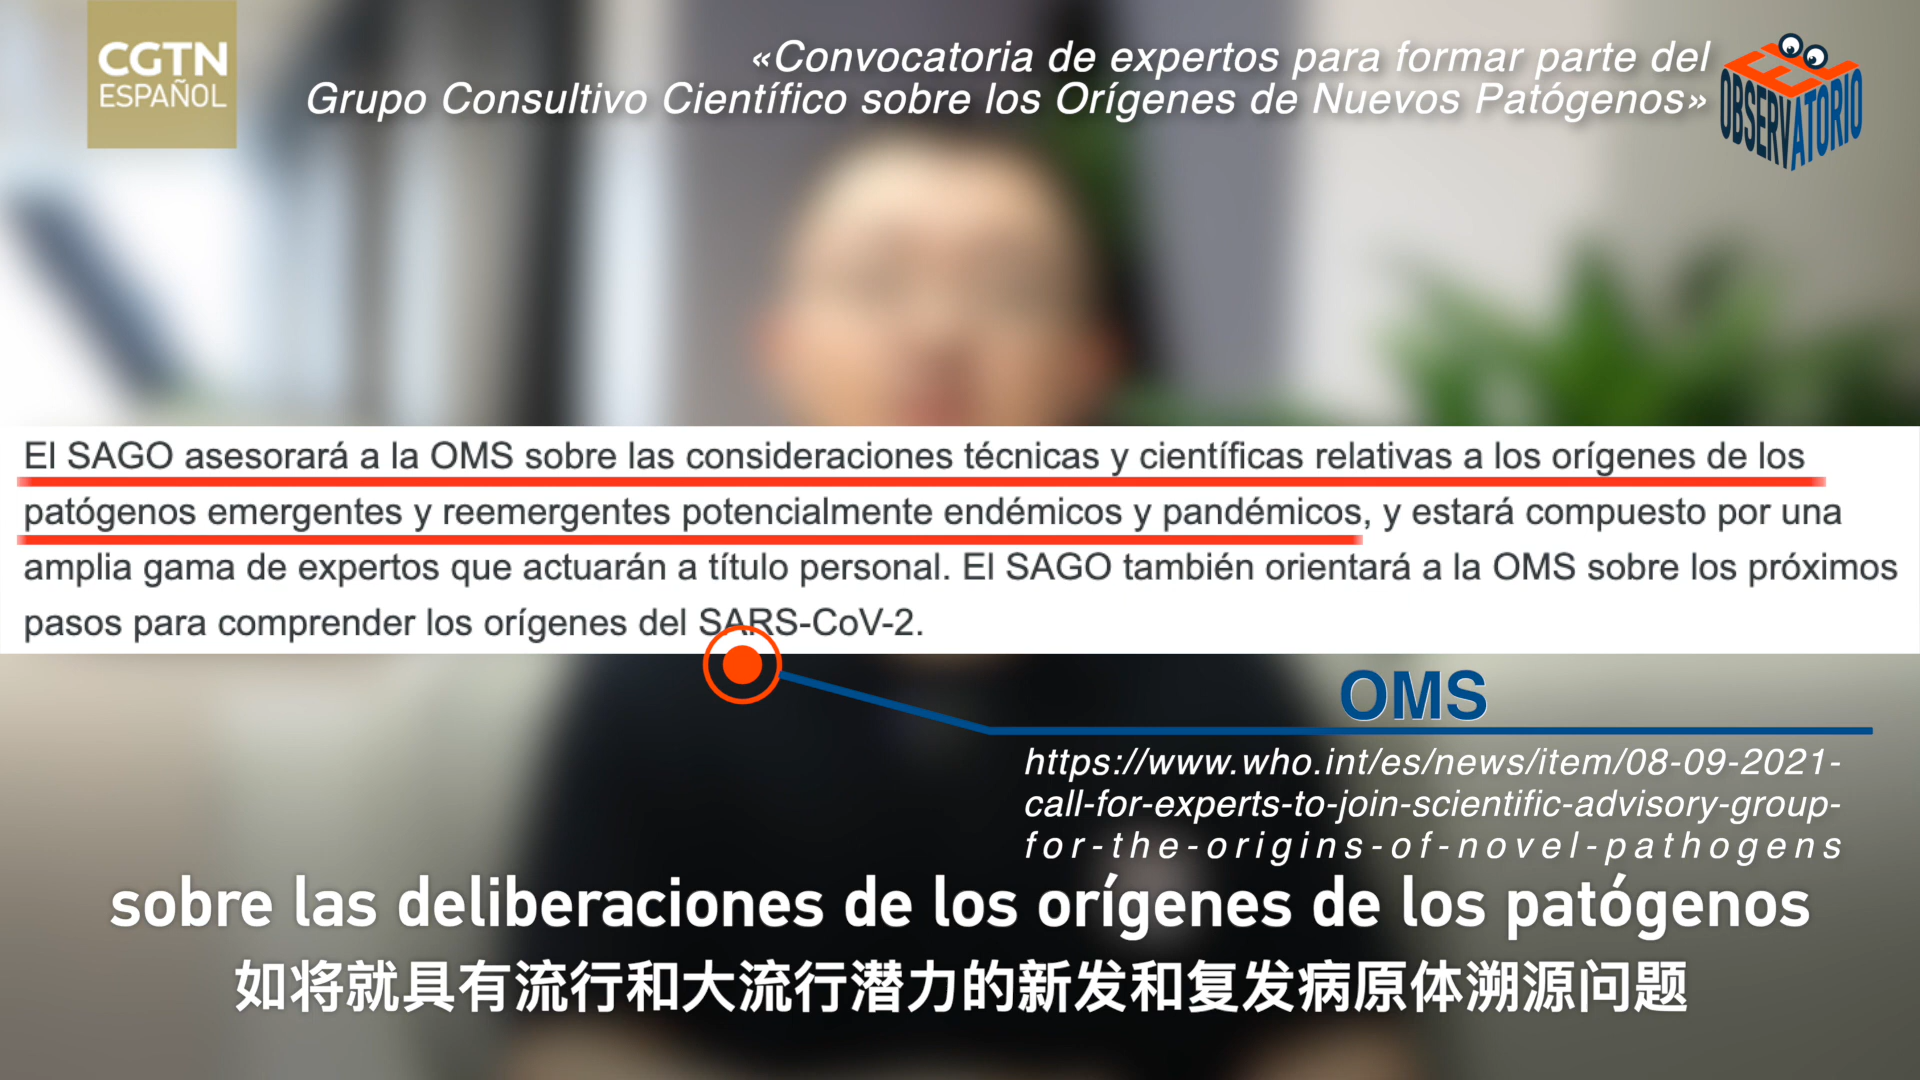 CGTN
ESPAÑOL
«Convocatoria de expertos para formar parte del
Grupo Consultivo Científico sobre los Orígenes de Nuevos Patógenos»
EL
OBSERVATORIO
El SAGO asesorará a la OMS sobre las consideraciones técnicas y científicas relativas a los orígenes de los
patógenos emergentes y reemergentes potencialmente endémicos y pandémicos, y estará compuesto por una
amplia gama de expertos que actuarán a título personal. El SAGO también orientará a la OMS sobre los próximos
pasos para comprender los orígenes del SARS-CoV-2.
OMS
https://www.who.int/es/news/item/08-09-2021-
call-for-experts-to-join-scientific-advisory-group-
for-the-origins-of-novel-pathogens
sobre las deliberaciones de los orígenes de los patógenos
如将就具有流行和大流行潜力的新发和复发病原体溯源问题